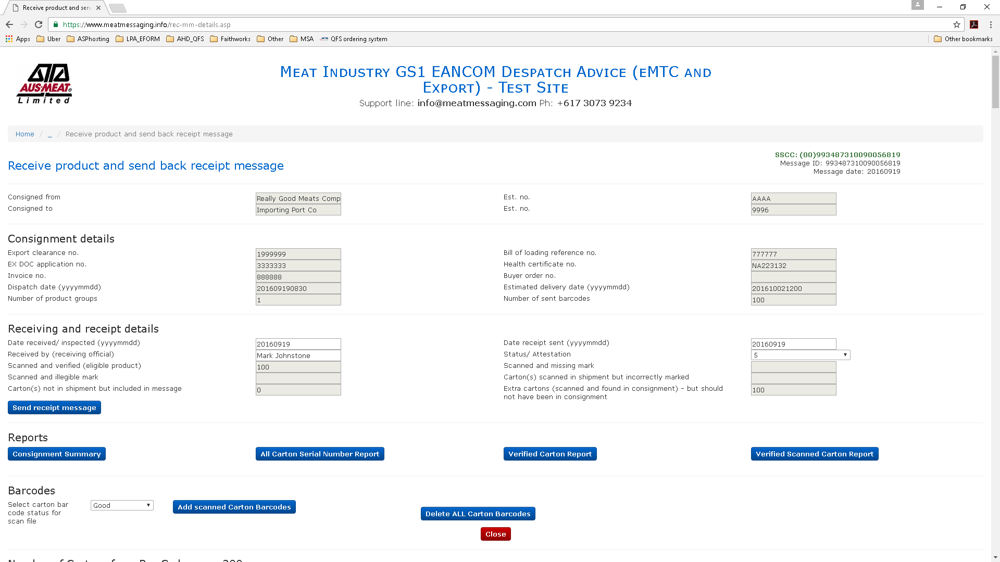 Receive product and sen
https://www.meatmessaging.info/rec-mm-details.asp
Apps Uber ASPhosting LPA_EFORM AHD_QFS Faithworks Other MSA QFS ordering system Other bookmarks
AUS-MEAT®
Limited
Meat Industry GS1 EANCOM Despatch Advice (eMTC and
Export) - Test Site
Support line: info@meatmessaging.com Ph: +617 3073 9234
Home / _ / Receive product and send back receipt message
SSCC: (00)993487310090056819
Receive product and send back receipt message
Message ID: 993487310090056819
Message date: 20160919
Consigned from Really Good Meats Comp Est. no. AAAA
Consigned to Importing Port Co Est. no. 9996
Consignment details
Export clearance no. 1999999 Bill of loading reference no. 777777
EX DOC application no. 3333333 Health certificate no. NA223132
Invoice no. 888888 Buyer order no.
Dispatch date (yyyymmdd) 201609190830 Estimated delivery date (yyyymmdd) 201610021200
Number of product groups 1 Number of sent barcodes 100
Receiving and receipt details
Date received/ inspected (yyyymmdd) 20160919 Date receipt sent (yyyymmdd) 20160919
Received by (receiving official) Mark Johnstone Status/ Attestation 5
Scanned and verified (eligible product) 100 Scanned and missing mark
Scanned and illegible mark Carton(s) scanned in shipment but incorrectly marked
Carton(s) not in shipment but included in message 0 Extra cartons (scanned and found in consignment) - but should 100
not have been in consignment
Send receipt message
Reports
Consignment Summary All Carton Serial Number Report Verified Carton Report Verified Scanned Carton Report
Barcodes
Select carton bar Good Add scanned Carton Barcodes
code status for Delete ALL Carton Barcodes
scan file
Close